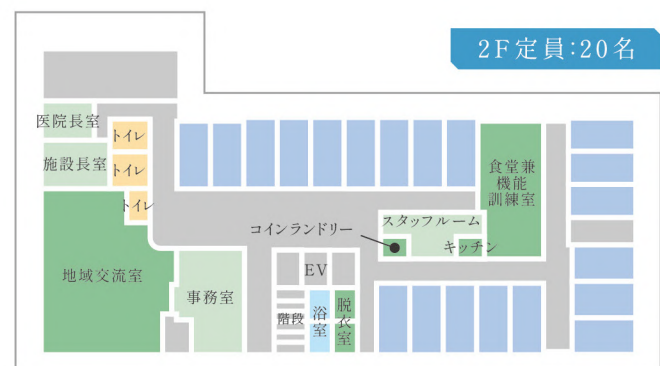 2F定員:20名
医院長室
トイレ
施設長室
トイレ
トイレ
食堂兼
機能
訓練室
スタッフルーム
コインランドリー
キッチン
地域交流室
事務室
EV
階段
浴室
脱衣室